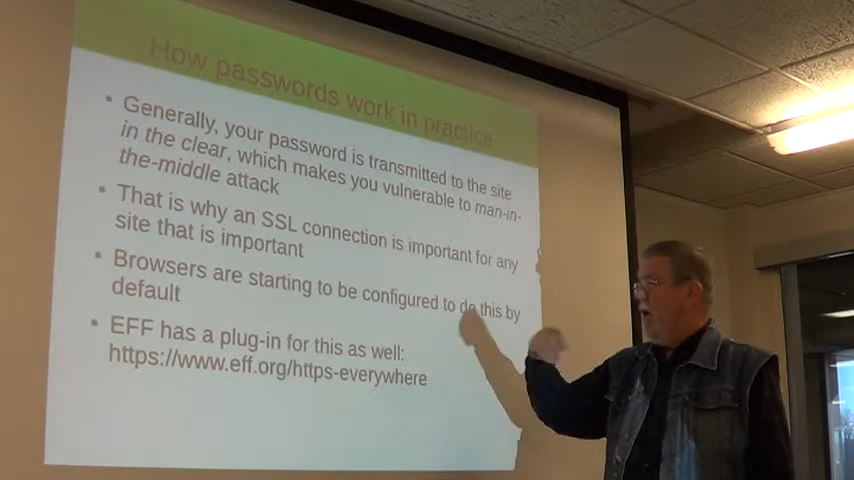 How passwords work in practice
• Generally, your password is transmitted to the site
in the clear, which makes you vulnerable to man-in-
the-middle attack
• That is why an SSL connection is important for any
site that is important
• Browsers are starting to be configured to do this by
default
• EFF has a plug-in for this as well:
https://www.eff.org/https-everywhere